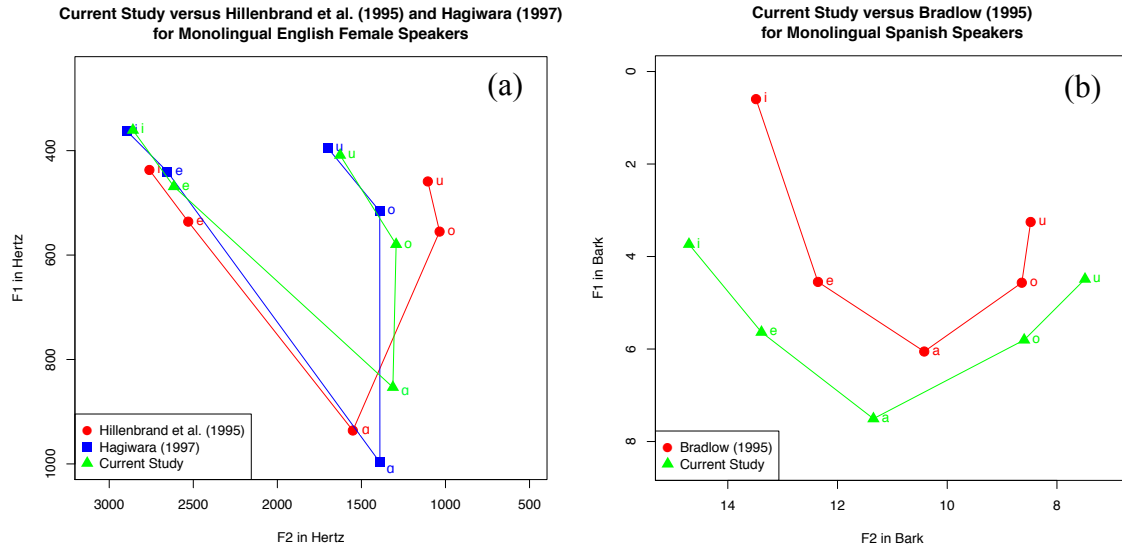 Current Study versus Hillenbrand et al. (1995) and Hagiwara (1997)
for Monolingual English Female Speakers
(a)
F1 in Hertz
400
600
800
1000
i
i
i
e
e
e
u
u
u
o
o
o
ɑ
ɑ
ɑ
Hillenbrand et al. (1995)
Hagiwara (1997)
Current Study
3000
2500
2000
1500
1000
500
F2 in Hertz
Current Study versus Bradlow (1995)
for Monolingual Spanish Speakers
(b)
F1 in Bark
0
2
4
6
8
i
u
e
o
a
i
u
e
o
a
Bradlow (1995)
Current Study
14
12
10
8
F2 in Bark